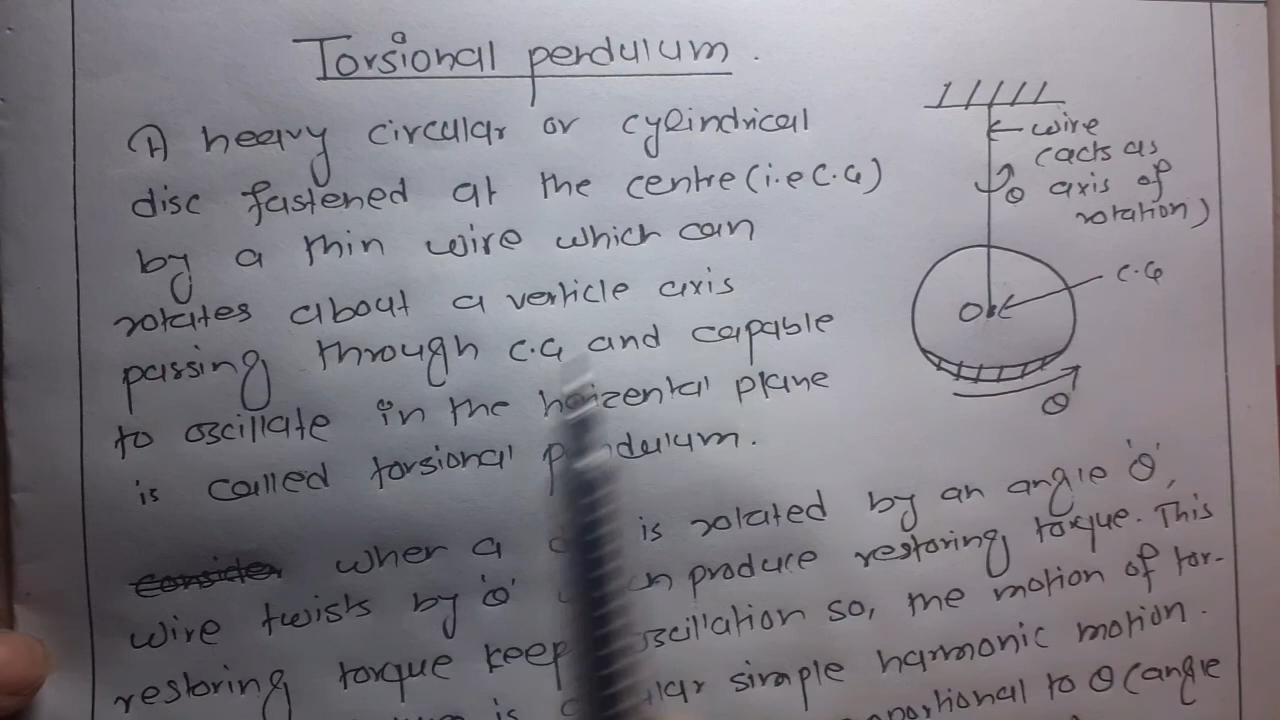 Torsional pendulum.
A heavy circular or cylindrical
disc fastened at the centre (i.e C.G)
by a thin wire which can
rotates about a verticle axis
passing through C.G and capable
to oscillate in the horizental plane
is called torsional pendulum.
when a is rotated by an angle 'θ',
wire twists by 'θ' produce restoring torque. This
restoring torque keep oscillation so, the motion of tor-
is simple harmonic motion.
to θ (angle
wire
(acts as
axis of
rotation)
θ
C.G
O
θ